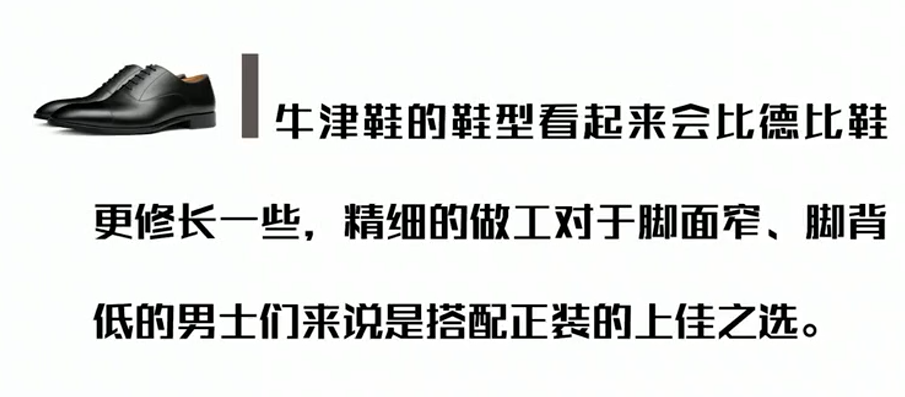 牛津鞋的鞋型看起来会比德比鞋
更修长一些，精细的做工对于脚面窄、脚背
低的男士们来说是搭配正装的上佳之选。